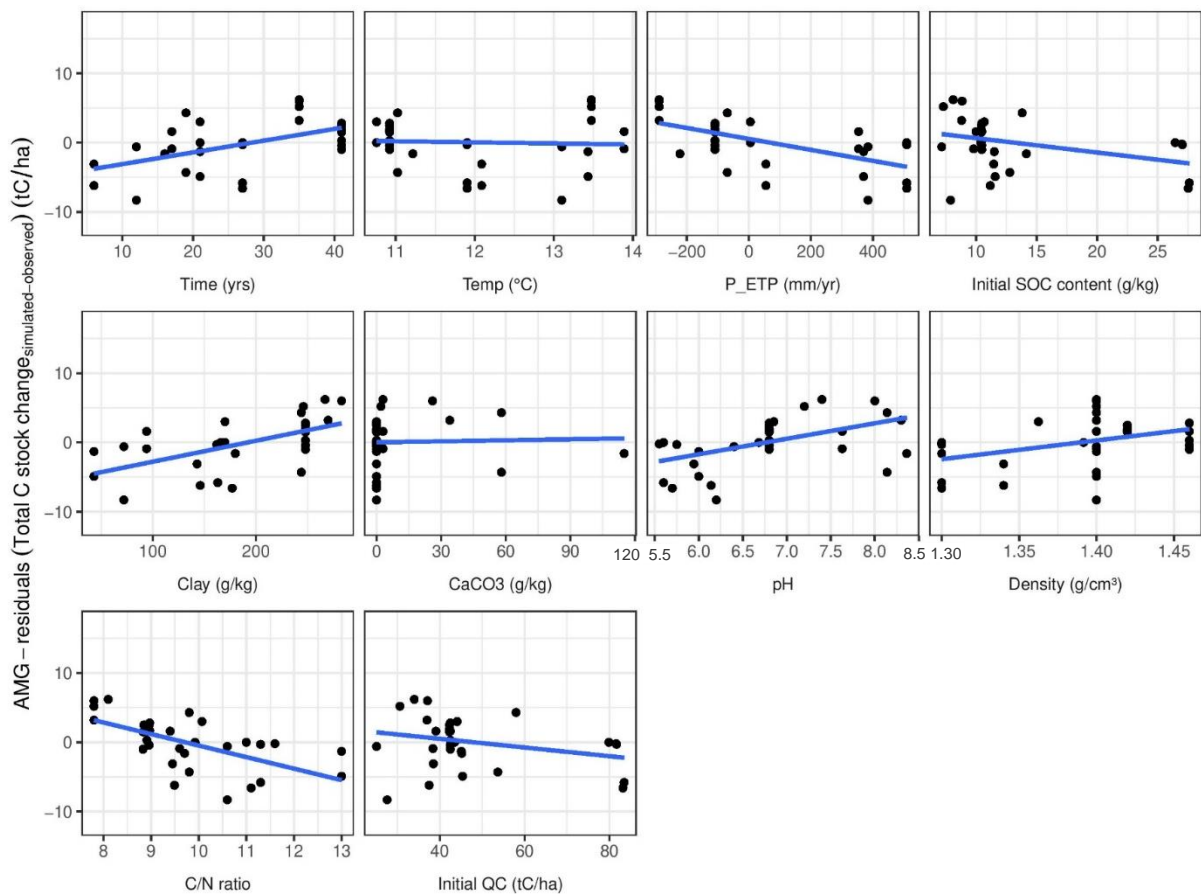 AMG – residuals (Total C stock change simulated-observed) (tC/ha)
10
0
−10
10 20 30 40
Time (yrs)
11 12 13 14
Temp (°C)
−200 0 200 400
P_ETP (mm/yr)
10 15 20 25
Initial SOC content (g/kg)
10
0
−10
100 200
Clay (g/kg)
0 30 60 90 120
CaCO3 (g/kg)
5.5 6.0 6.5 7.0 7.5 8.0 8.5
pH
1.30 1.35 1.40 1.45
Density (g/cm³)
10
0
−10
8 9 10 11 12 13
C/N ratio
40 60 80
Initial QC (tC/ha)